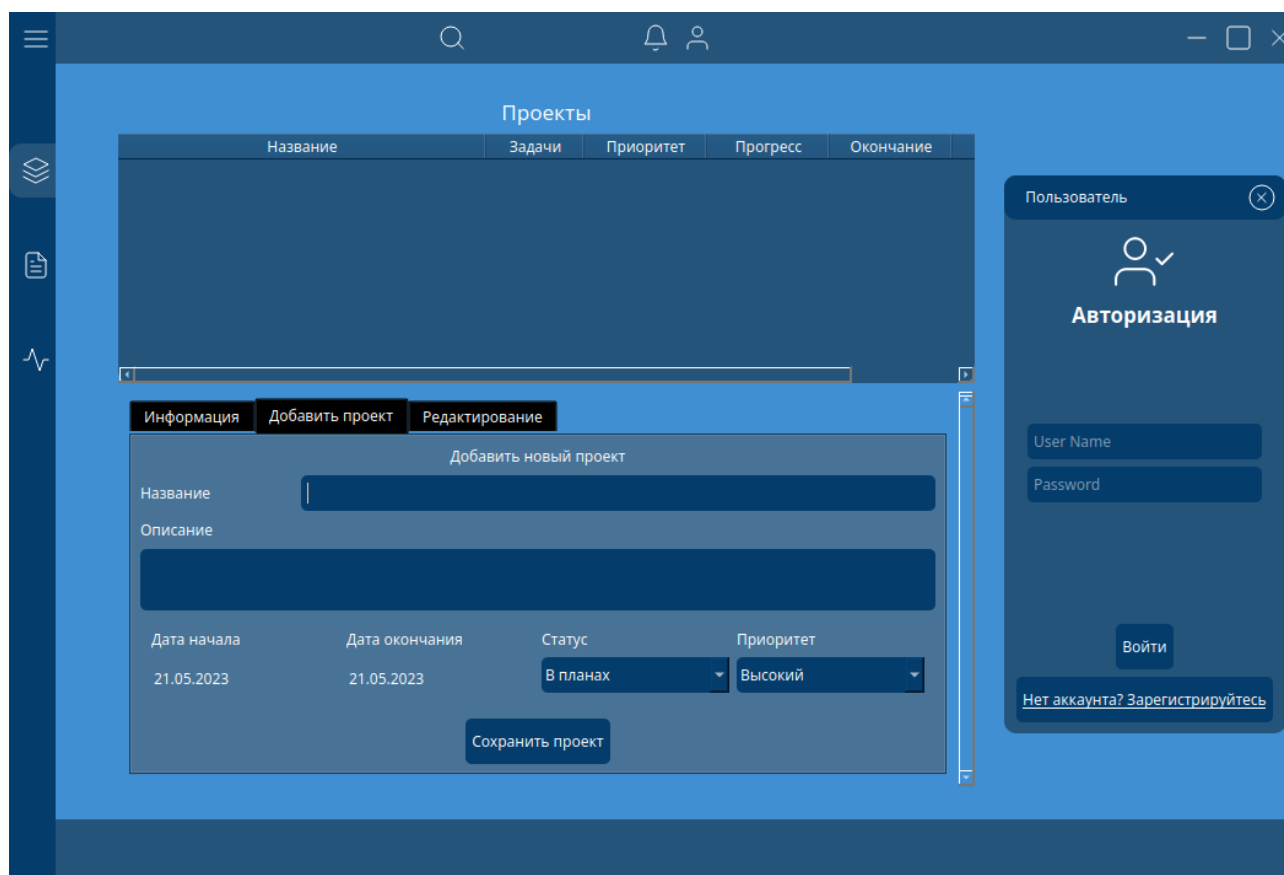 Проекты
Название Задачи Приоритет Прогресс Окончание
Информация Добавить проект Редактирование
Добавить новый проект
Название
Описание
Дата начала Дата окончания Статус Приоритет
21.05.2023 21.05.2023 В планах Высокий
Сохранить проект
Пользователь
Авторизация
User Name
Password
Войти
Нет аккаунта? Зарегистрируйтесь